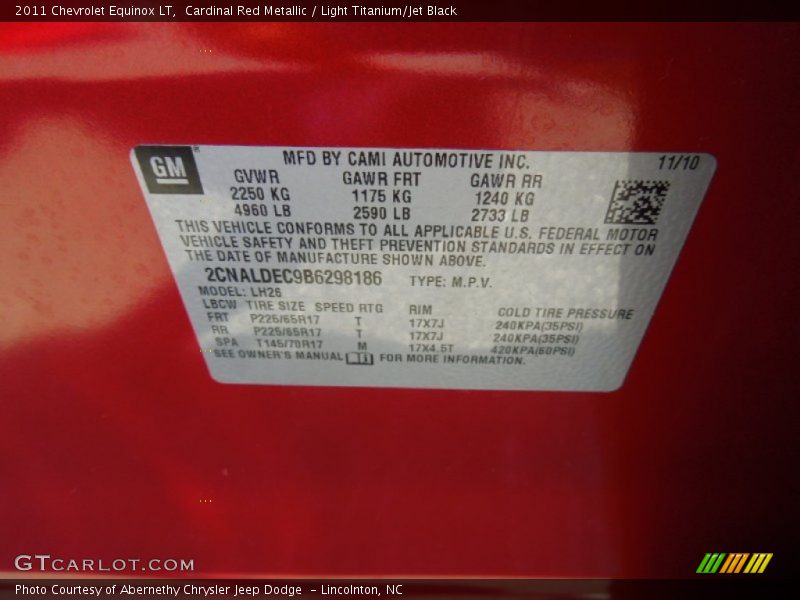 2011 Chevrolet Equinox LT,  Cardinal Red Metallic / Light Titanium/Jet Black
GM® MFD BY CAMI AUTOMOTIVE INC. 11/10
GVWR GAWR FRT GAWR RR
2250 KG 1175 KG 1240 KG
4960 LB 2590 LB 2733 LB
THIS VEHICLE CONFORMS TO ALL APPLICABLE U.S. FEDERAL MOTOR
VEHICLE SAFETY AND THEFT PREVENTION STANDARDS IN EFFECT ON
THE DATE OF MANUFACTURE SHOWN ABOVE.
2CNALDEC9B6298186 TYPE: M.P.V.
MODEL: LH26
LBCW TIRE SIZE SPEED RTG RIM COLD TIRE PRESSURE
FRT P225/65R17 T 17X7J 240KPA(35PSI)
RR P225/65R17 T 17X7J 240KPA(35PSI)
SPA T145/70R17 M 17X4.5T 420KPA(60PSI)
SEE OWNER'S MANUAL FOR MORE INFORMATION.
GTCARLOT.COM
Photo Courtesy of Abernethy Chrysler Jeep Dodge  – Lincolnton, NC